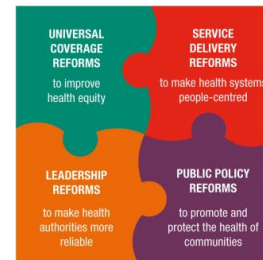 UNIVERSAL
COVERAGE
REFORMS
to improve
health equity
SERVICE
DELIVERY
REFORMS
to make health systems
people-centred
LEADERSHIP
REFORMS
to make health
authorities more
reliable
PUBLIC POLICY
REFORMS
to promote and
protect the health of
communities